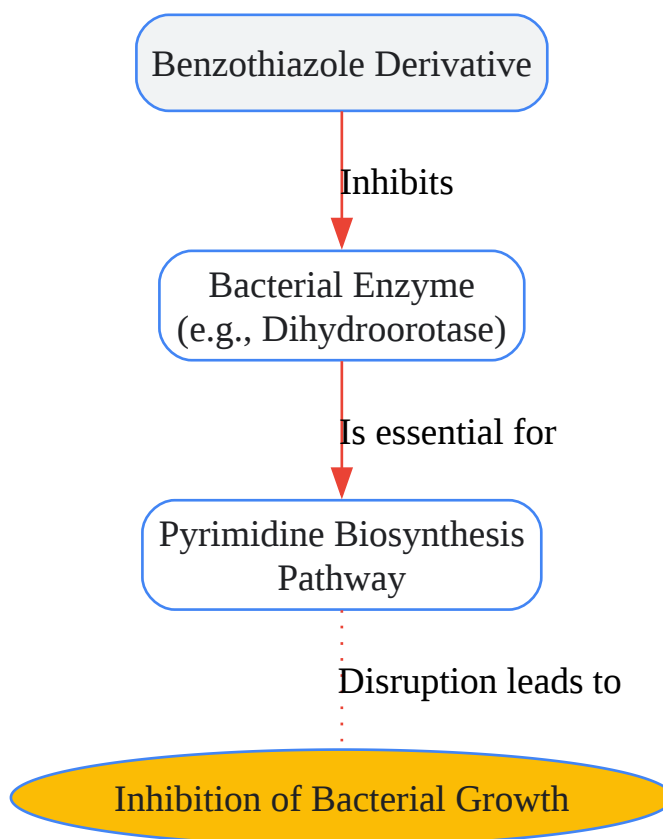 Benzothiazole Derivative
Inhibits
Bacterial Enzyme
(e.g., Dihydroorotase)
Is essential for
Pyrimidine Biosynthesis
Pathway
Disruption leads to
Inhibition of Bacterial Growth